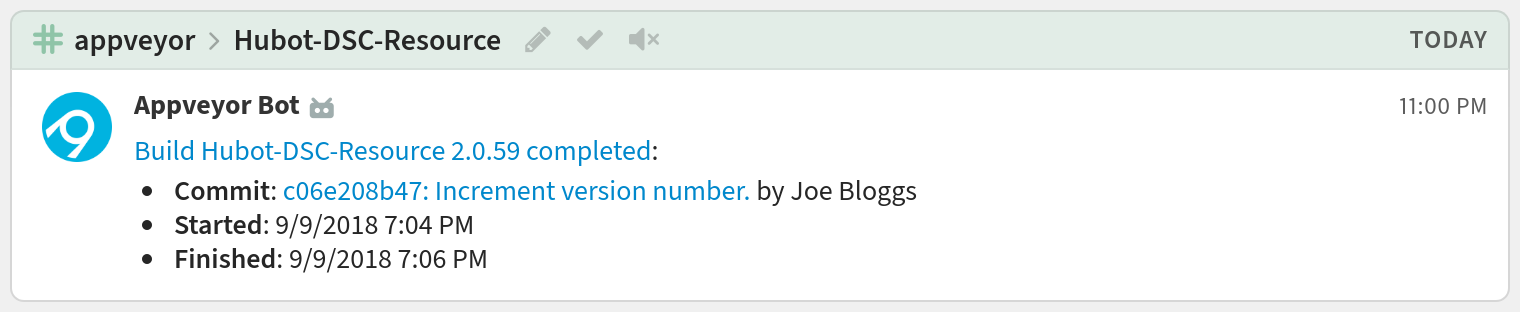 appveyor > Hubot-DSC-Resource TODAY
Appveyor Bot 11:00 PM
Build Hubot-DSC-Resource 2.0.59 completed:
• Commit: c06e208b47: Increment version number. by Joe Bloggs
• Started: 9/9/2018 7:04 PM
• Finished: 9/9/2018 7:06 PM